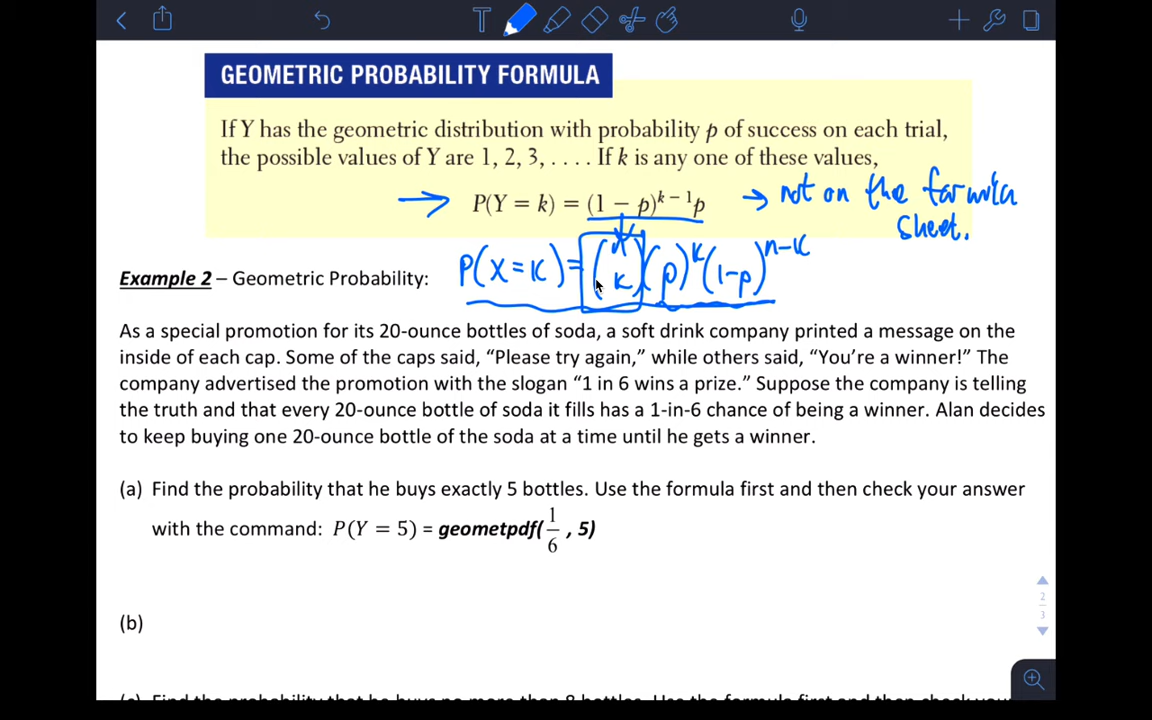 GEOMETRIC PROBABILITY FORMULA
If Y has the geometric distribution with probability p of success on each trial,
the possible values of Y are 1, 2, 3, . . . . If k is any one of these values,
→ P(Y = k) = (1 − p)^{k − 1}p → not on the formula
sheet.
P(X=K)=(n K)(p)^K(1-p)^{n-K}
Example 2 – Geometric Probability:
As a special promotion for its 20-ounce bottles of soda, a soft drink company printed a message on the
inside of each cap. Some of the caps said, “Please try again,” while others said, “You’re a winner!” The
company advertised the promotion with the slogan “1 in 6 wins a prize.” Suppose the company is telling
the truth and that every 20-ounce bottle of soda it fills has a 1-in-6 chance of being a winner. Alan decides
to keep buying one 20-ounce bottle of the soda at a time until he gets a winner.
(a) Find the probability that he buys exactly 5 bottles. Use the formula first and then check your answer
with the command: P(Y = 5) = geometpdf(1/6 , 5)
(b)
2
3